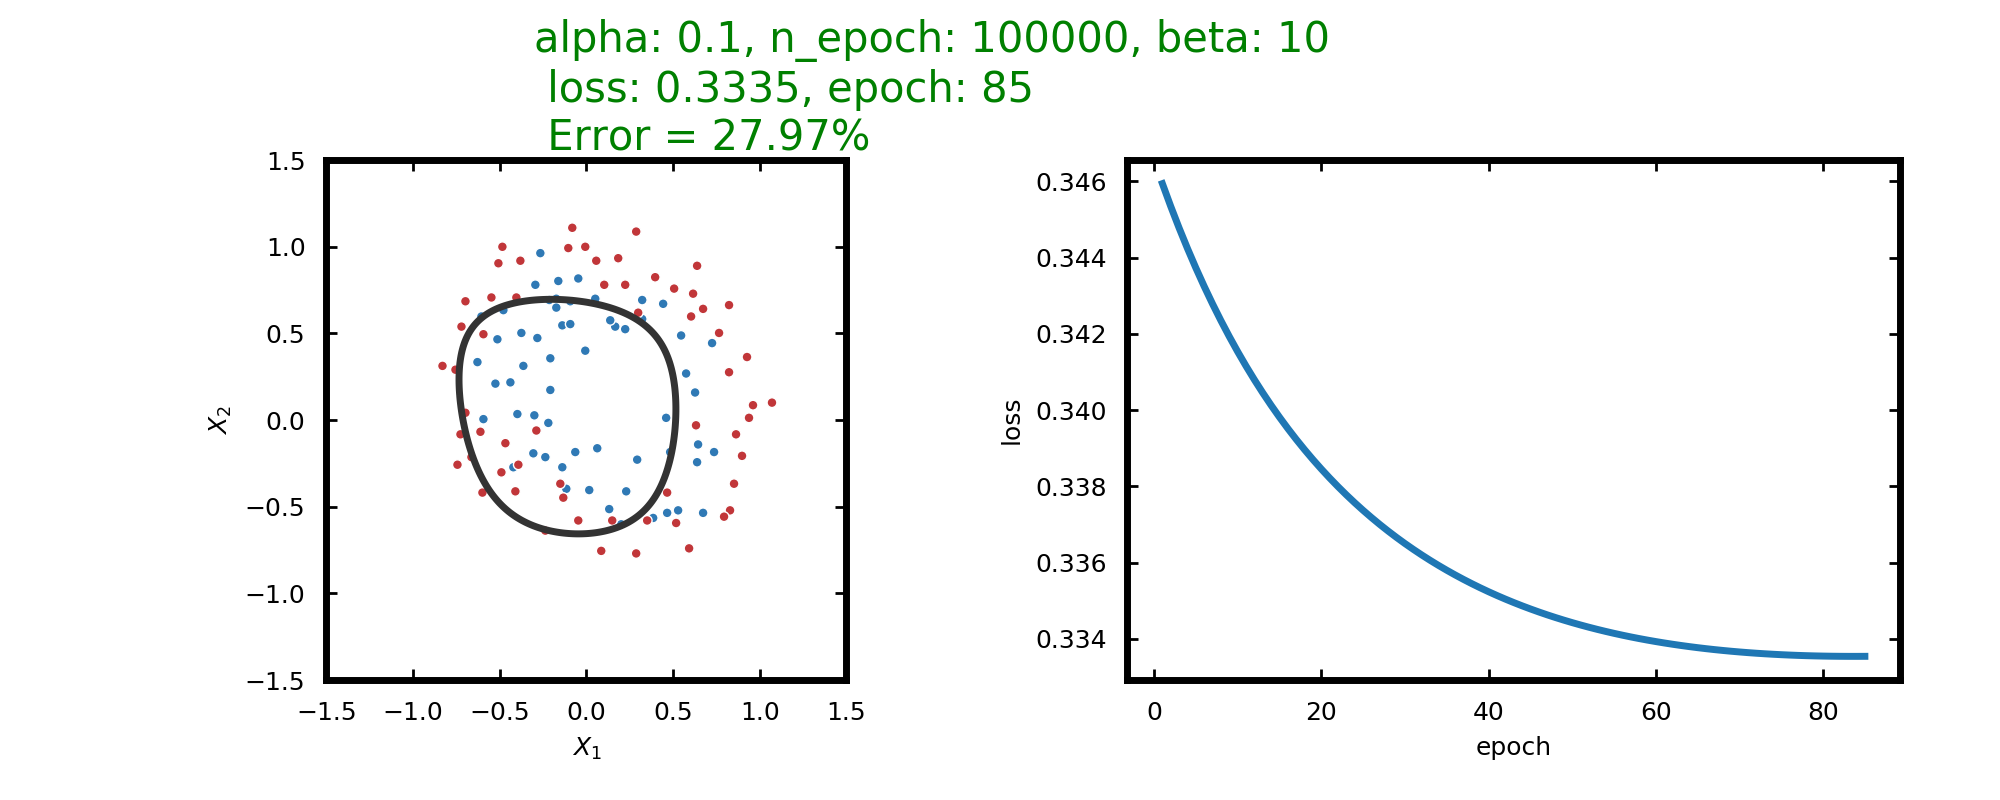 alpha: 0.1, n_epoch: 100000, beta: 10
loss: 0.3335, epoch: 85
Error = 27.97%
1.5
1.0
0.5
0.0
−0.5
−1.0
−1.5
X₂
−1.5 −1.0 −0.5 0.0 0.5 1.0 1.5
X₁
0.346
0.344
0.342
0.340
0.338
0.336
0.334
loss
0 20 40 60 80
epoch